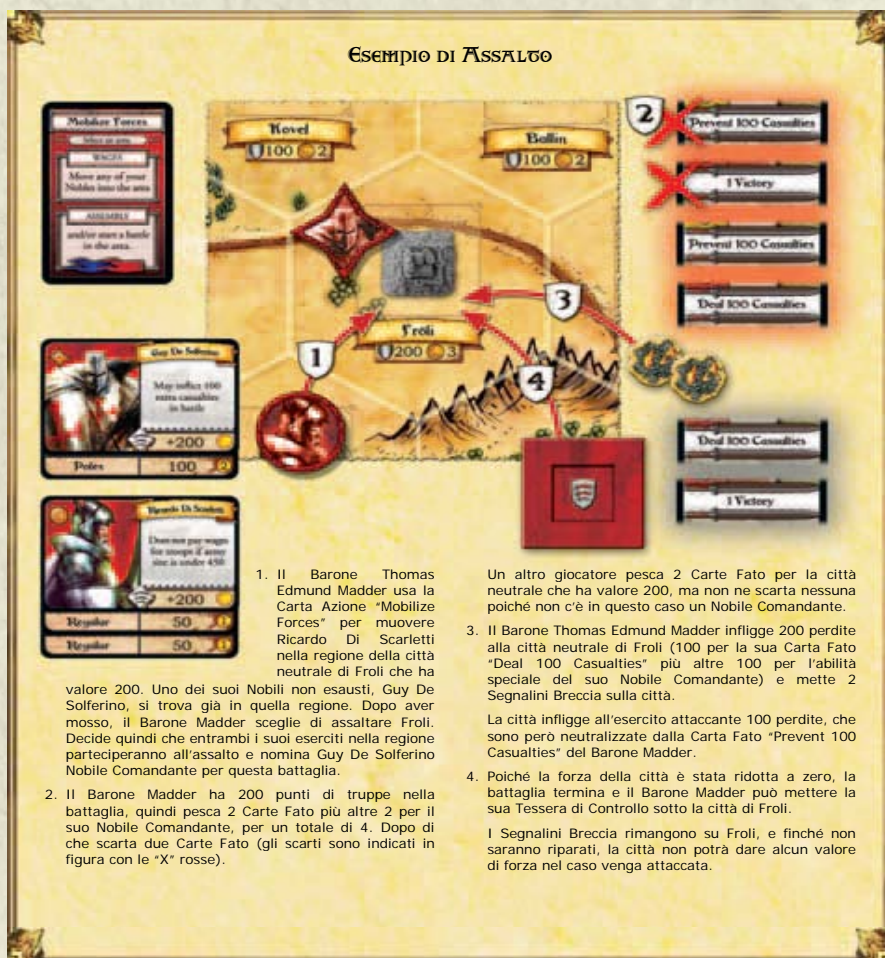 Esempio di Assalto
Mobilize Forces
Select an area
WAGES
Move any of your
Nobles into the area
ASSEMBLE
and/or start a battle
in the area.
Kovel
100 2
Ballin
100 2
Froli
200 3
1
2
3
4
Prevent 100 Casualties
1 Victory
Prevent 100 Casualties
Deal 100 Casualties
Deal 100 Casualties
1 Victory
Guy De Solferino
May inflict 100
extra casualties
in battle
+200
Poles 100 2
Ricardo Di Scarletti
Does not pay wages
for troops if army
size is under 450
+200
Regular 50 1
Regular 50 1
1. Il Barone Thomas
Edmund Madder usa la
Carta Azione "Mobilize
Forces" per muovere
Ricardo Di Scarletti
nella regione della città
neutrale di Froli che ha
valore 200. Uno dei suoi Nobili non esausti, Guy De
Solferino, si trova già in quella regione. Dopo aver
mosso, il Barone Madder sceglie di assaltare Froli.
Decide quindi che entrambi i suoi eserciti nella regione
parteciperanno all'assalto e nomina Guy De Solferino
Nobile Comandante per questa battaglia.
2. Il Barone Madder ha 200 punti di truppe nella
battaglia, quindi pesca 2 Carte Fato più altre 2 per il
suo Nobile Comandante, per un totale di 4. Dopo di
che scarta due Carte Fato (gli scarti sono indicati in
figura con le "X" rosse).
Un altro giocatore pesca 2 Carte Fato per la città
neutrale che ha valore 200, ma non ne scarta nessuna
poiché non c'è in questo caso un Nobile Comandante.
3. Il Barone Thomas Edmund Madder infligge 200 perdite
alla città neutrale di Froli (100 per la sua Carta Fato
"Deal 100 Casualties" più altre 100 per l'abilità
speciale del suo Nobile Comandante) e mette 2
Segnalini Breccia sulla città.
La città infligge all'esercito attaccante 100 perdite, che
sono però neutralizzate dalla Carta Fato "Prevent 100
Casualties" del Barone Madder.
4. Poiché la forza della città è stata ridotta a zero, la
battaglia termina e il Barone Madder può mettere la
sua Tessera di Controllo sotto la città di Froli.
I Segnalini Breccia rimangono su Froli, e finché non
saranno riparati, la città non potrà dare alcun valore
di forza nel caso venga attaccata.